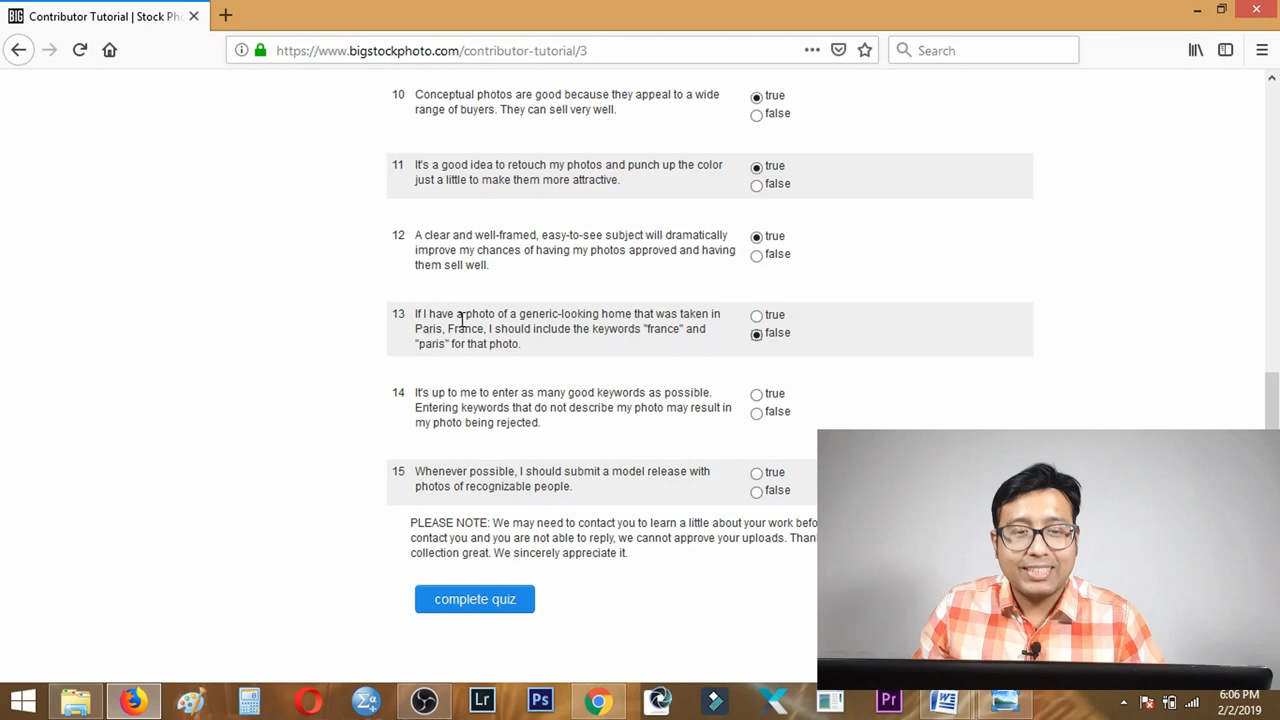 BIG
Contributor Tutorial | Stock Pho
https://www.bigstockphoto.com/contributor-tutorial/3
Search
10 Conceptual photos are good because they appeal to a wide
range of buyers. They can sell very well.
true
false
11 It's a good idea to retouch my photos and punch up the color
just a little to make them more attractive.
true
false
12 A clear and well-framed, easy-to-see subject will dramatically
improve my chances of having my photos approved and having
them sell well.
true
false
13 If I have a photo of a generic-looking home that was taken in
Paris, France, I should include the keywords "france" and
"paris" for that photo.
true
false
14 It's up to me to enter as many good keywords as possible.
Entering keywords that do not describe my photo may result in
my photo being rejected.
true
false
15 Whenever possible, I should submit a model release with
photos of recognizable people.
true
false
PLEASE NOTE: We may need to contact you to learn a little about your work befo
contact you and you are not able to reply, we cannot approve your uploads. Than
collection great. We sincerely appreciate it.
complete quiz
Lr
Ps
Pr
6:06 PM
2/2/2019